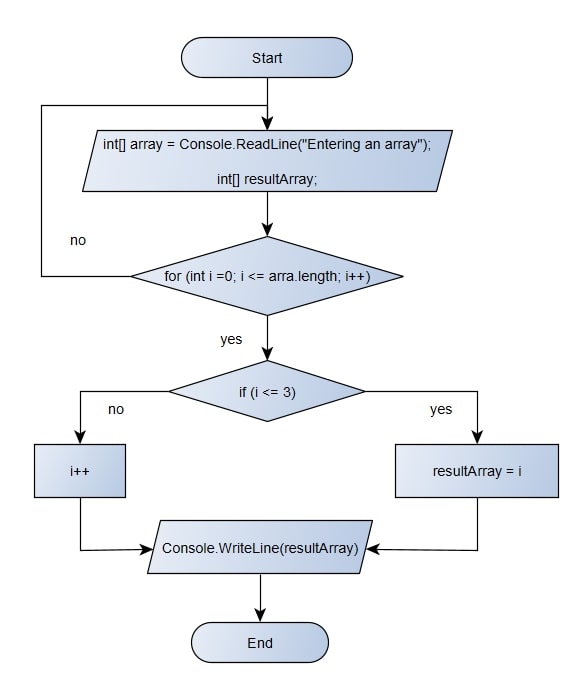 Start
int[] array = Console.ReadLine("Entering an array");
int[] resultArray;
no
for (int i =0; i <= arra.length; i++)
yes
if (i <= 3)
no
yes
i++
resultArray = i
Console.WriteLine(resultArray)
End